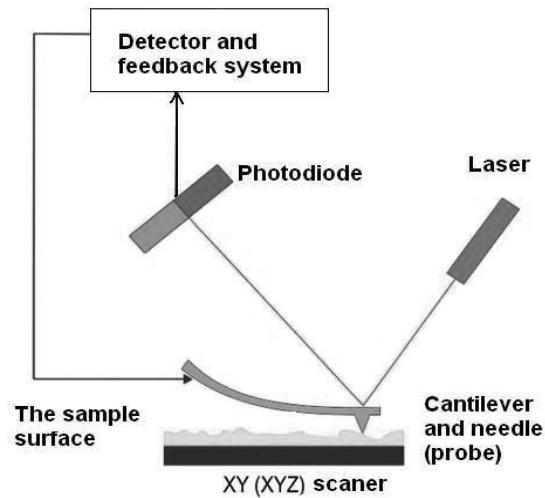 Detector and
feedback system
Photodiode
Laser
The sample
surface
Cantilever
and needle
(probe)
XY (XYZ) scaner